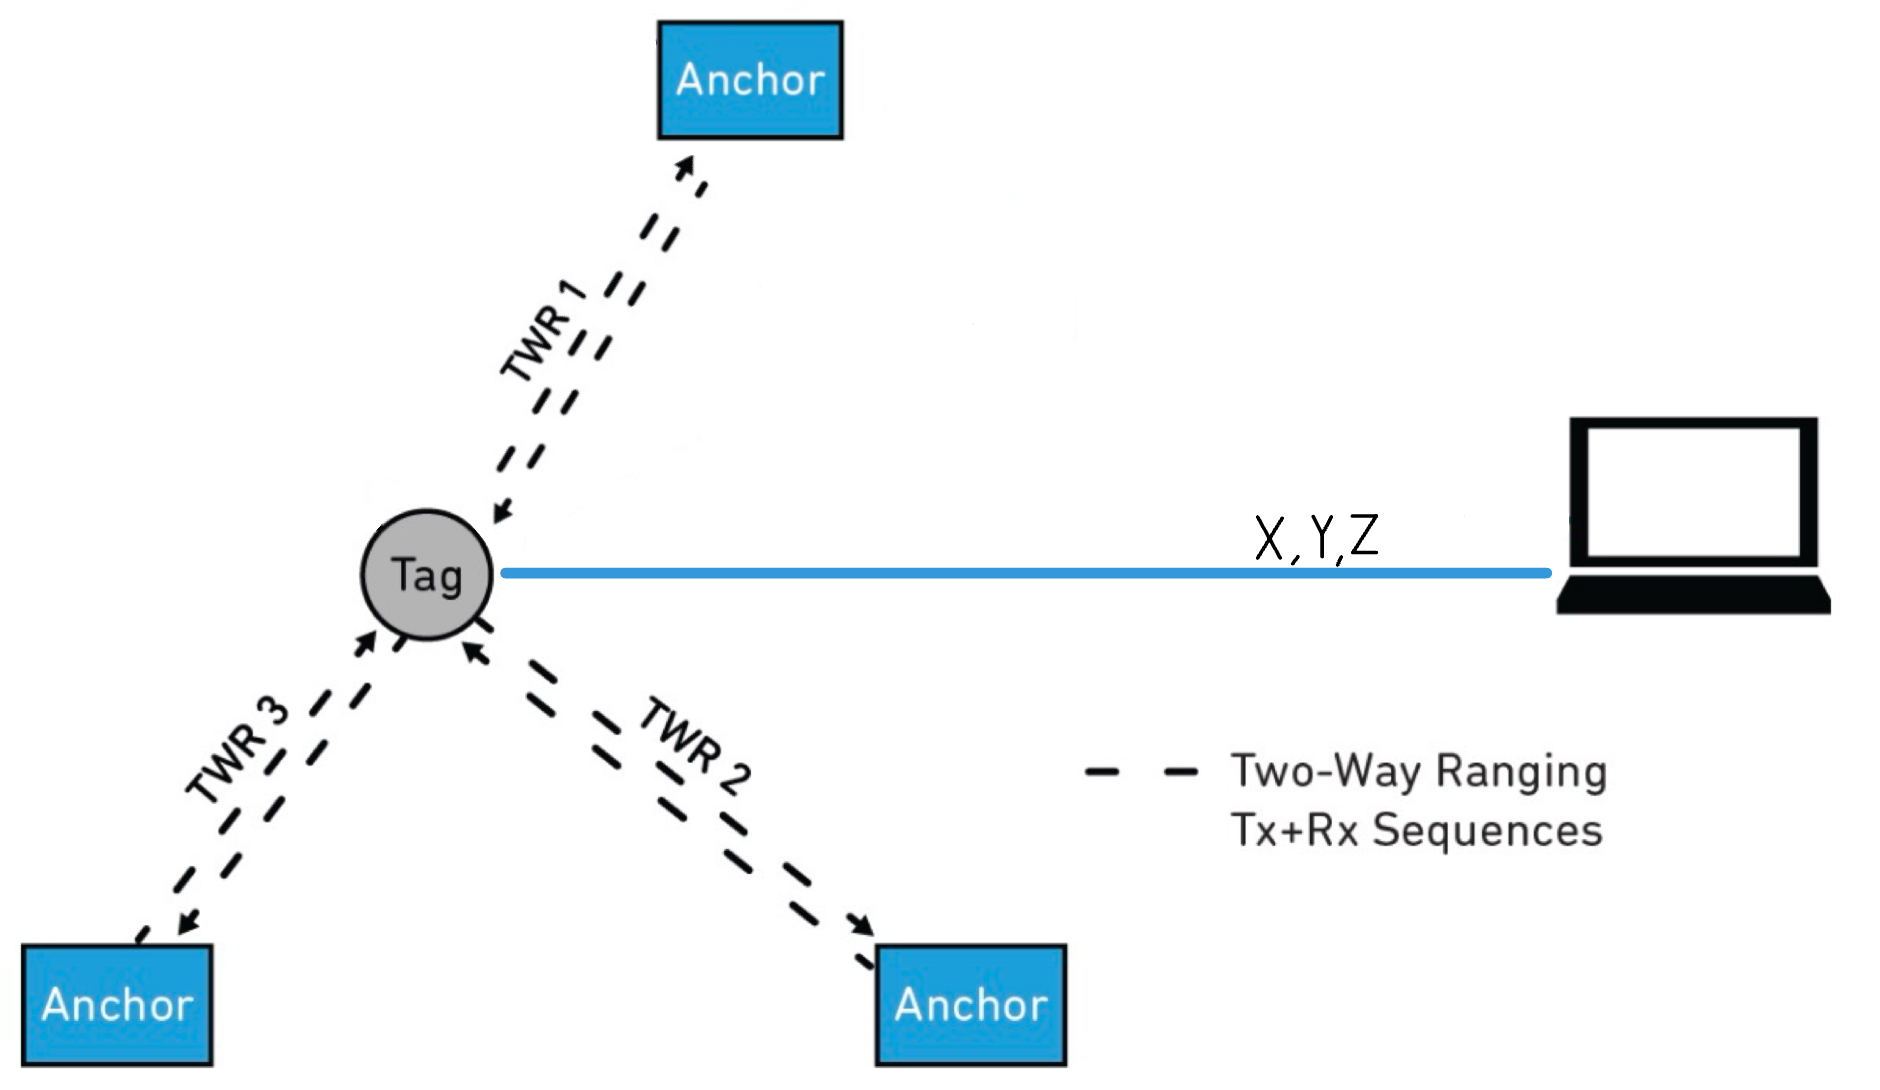 Anchor
TWR 1
X,Y,Z
Tag
TWR 3
TWR 2
Two-Way Ranging
Tx+Rx Sequences
Anchor
Anchor